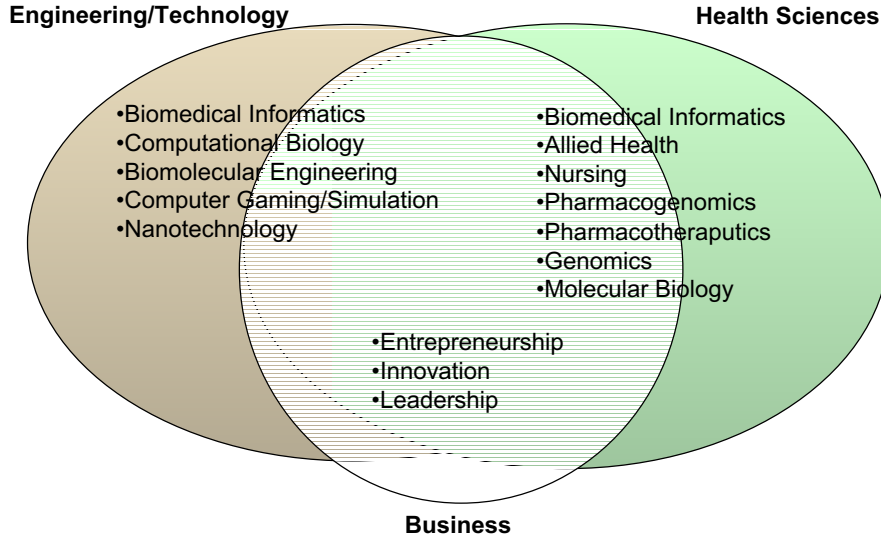 Engineering/Technology
Health Sciences
•Biomedical Informatics
•Computational Biology
•Biomolecular Engineering
•Computer Gaming/Simulation
•Nanotechnology
•Biomedical Informatics
•Allied Health
•Nursing
•Pharmacogenomics
•Pharmacotheraputics
•Genomics
•Molecular Biology
•Entrepreneurship
•Innovation
•Leadership
Business